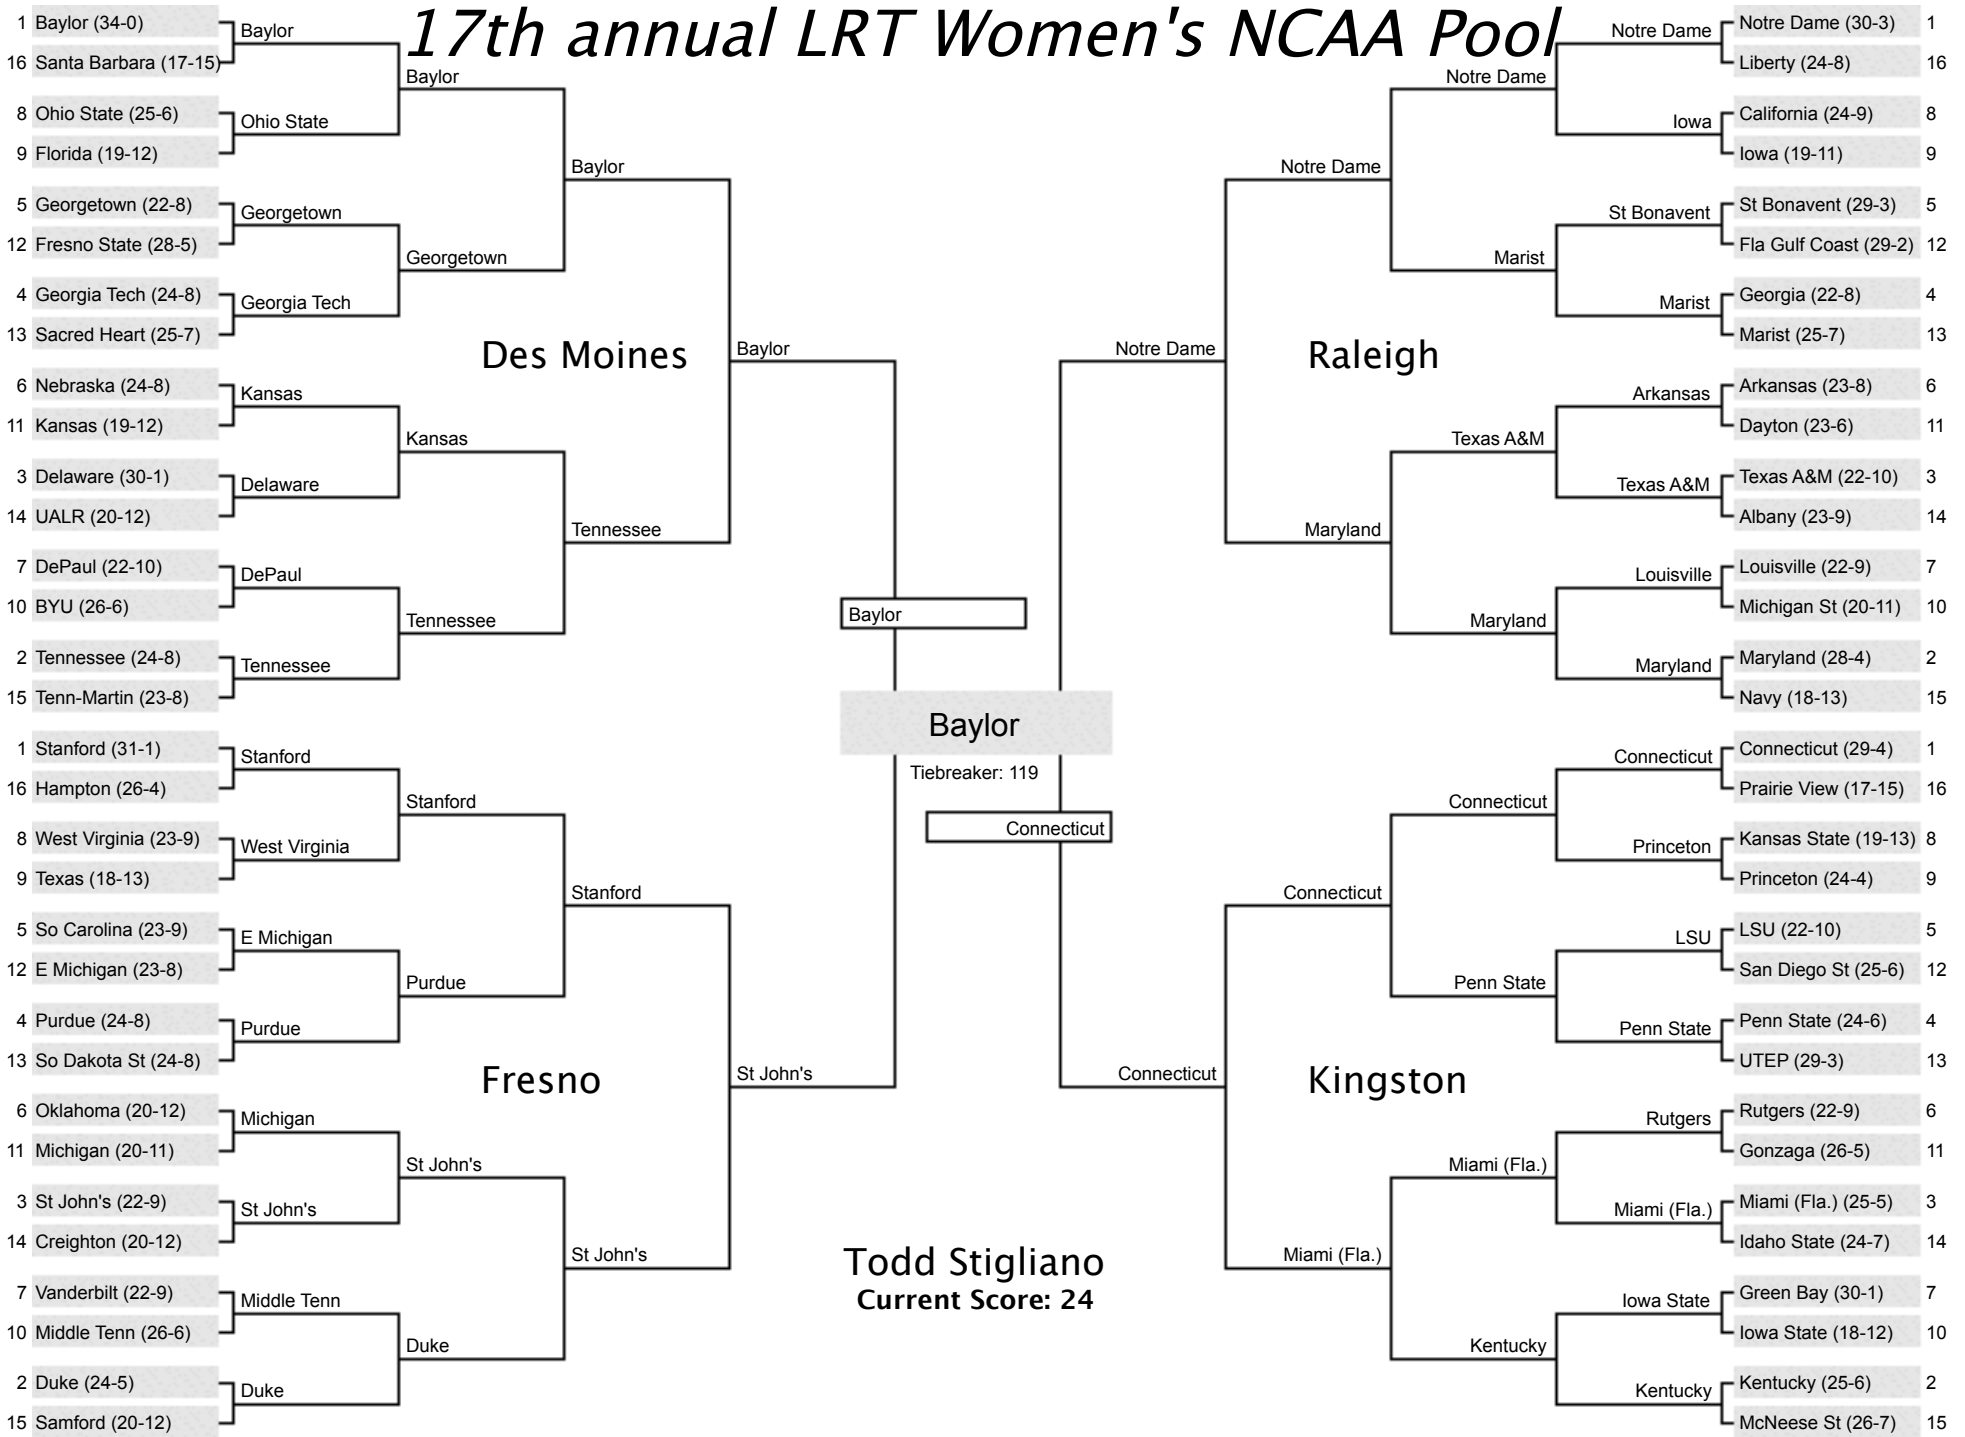 17th annual LRT Women's NCAA Pool
1 Baylor (34-0)
16 Santa Barbara (17-15)
8 Ohio State (25-6)
9 Florida (19-12)
5 Georgetown (22-8)
12 Fresno State (28-5)
4 Georgia Tech (24-8)
13 Sacred Heart (25-7)
6 Nebraska (24-8)
11 Kansas (19-12)
3 Delaware (30-1)
14 UALR (20-12)
7 DePaul (22-10)
10 BYU (26-6)
2 Tennessee (24-8)
15 Tenn-Martin (23-8)
Baylor
Ohio State
Georgetown
Georgia Tech
Kansas
Delaware
DePaul
Tennessee
Baylor
Georgetown
Kansas
Tennessee
Baylor
Tennessee
Des Moines
Baylor
1 Stanford (31-1)
16 Hampton (26-4)
8 West Virginia (23-9)
9 Texas (18-13)
5 So Carolina (23-9)
12 E Michigan (23-8)
4 Purdue (24-8)
13 So Dakota St (24-8)
6 Oklahoma (20-12)
11 Michigan (20-11)
3 St John's (22-9)
14 Creighton (20-12)
7 Vanderbilt (22-9)
10 Middle Tenn (26-6)
2 Duke (24-5)
15 Samford (20-12)
Stanford
West Virginia
E Michigan
Purdue
Michigan
St John's
Middle Tenn
Duke
Stanford
Purdue
St John's
Duke
Stanford
St John's
Fresno
St John's
Baylor
Baylor
Tiebreaker: 119
Connecticut
Todd Stigliano
Current Score: 24
Notre Dame
Raleigh
Notre Dame
Maryland
Notre Dame
Marist
Texas A&M
Maryland
Notre Dame
Iowa
St Bonavent
Marist
Arkansas
Texas A&M
Louisville
Maryland
Notre Dame (30-3) 1
Liberty (24-8) 16
California (24-9) 8
Iowa (19-11) 9
St Bonavent (29-3) 5
Fla Gulf Coast (29-2) 12
Georgia (22-8) 4
Marist (25-7) 13
Arkansas (23-8) 6
Dayton (23-6) 11
Texas A&M (22-10) 3
Albany (23-9) 14
Louisville (22-9) 7
Michigan St (20-11) 10
Maryland (28-4) 2
Navy (18-13) 15
Connecticut
Kingston
Connecticut
Miami (Fla.)
Connecticut
Penn State
Miami (Fla.)
Kentucky
Connecticut
Princeton
LSU
Penn State
Rutgers
Miami (Fla.)
Iowa State
Kentucky
Connecticut (29-4) 1
Prairie View (17-15) 16
Kansas State (19-13) 8
Princeton (24-4) 9
LSU (22-10) 5
San Diego St (25-6) 12
Penn State (24-6) 4
UTEP (29-3) 13
Rutgers (22-9) 6
Gonzaga (26-5) 11
Miami (Fla.) (25-5) 3
Idaho State (24-7) 14
Green Bay (30-1) 7
Iowa State (18-12) 10
Kentucky (25-6) 2
McNeese St (26-7) 15